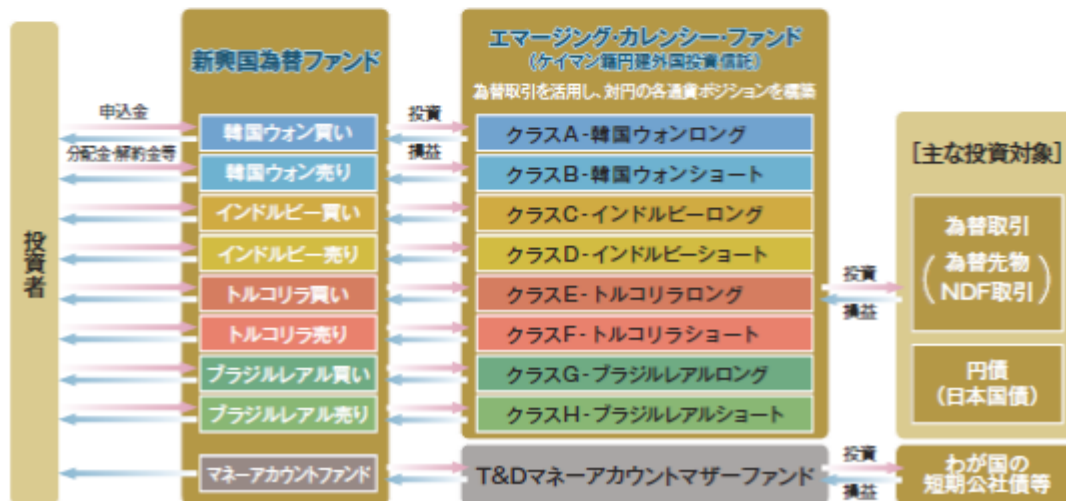 投資者
申込金
分配金・解約金等
新興国為替ファンド
韓国ウォン買い
韓国ウォン売り
インドルピー買い
インドルピー売り
トルコリラ買い
トルコリラ売り
ブラジルレアル買い
ブラジルレアル売り
マネーアカウントファンド
投資
損益
エマージング・カレンシー・ファンド
(ケイマン籍円建外国投資信託)
為替取引を活用し、対円の各通貨ポジションを構築
クラスA-韓国ウォンロング
クラスB-韓国ウォンショート
クラスC-インドルピーロング
クラスD-インドルピーショート
クラスE-トルコリラロング
クラスF-トルコリラショート
クラスG-ブラジルレアルロング
クラスH-ブラジルレアルショート
T&Dマネーアカウントマザーファンド
投資
損益
投資
損益
[主な投資対象]
為替取引
(為替先物
NDF取引)
円債
(日本国債)
わが国の
短期公社債等